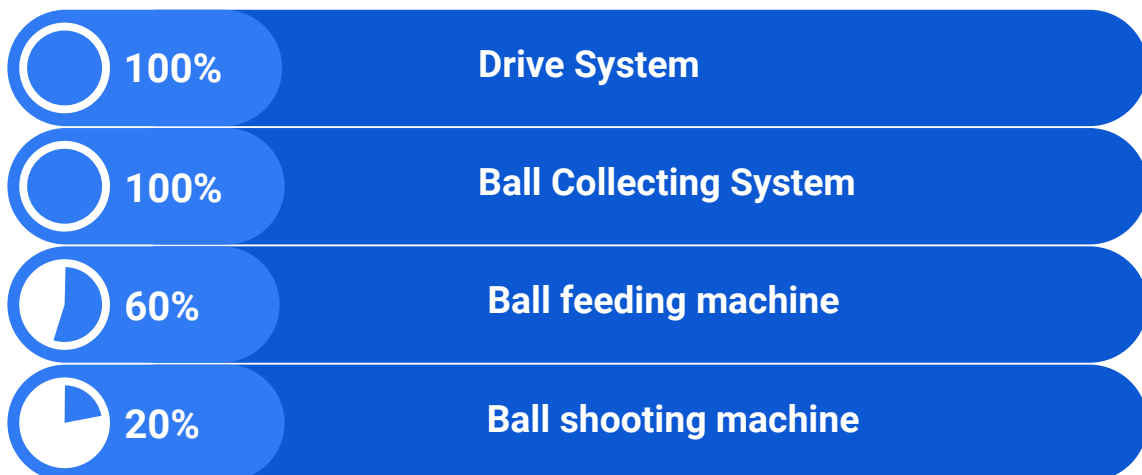 100% Drive System
100% Ball Collecting System
60% Ball feeding machine
20% Ball shooting machine